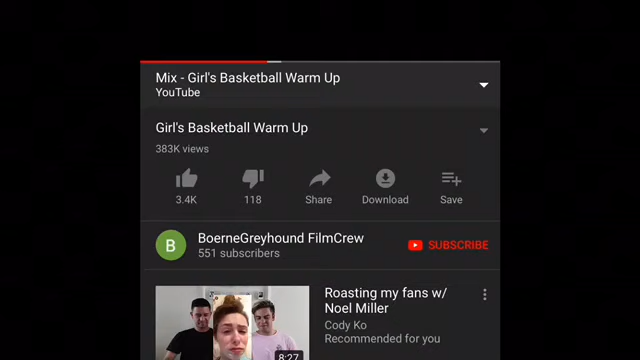 Mix - Girl's Basketball Warm Up
YouTube
Girl's Basketball Warm Up
383K views
3.4K
118
Share
Download
Save
B
BoerneGreyhound FilmCrew
551 subscribers
SUBSCRIBE
Roasting my fans w/
Noel Miller
Cody Ko
Recommended for you
8:27